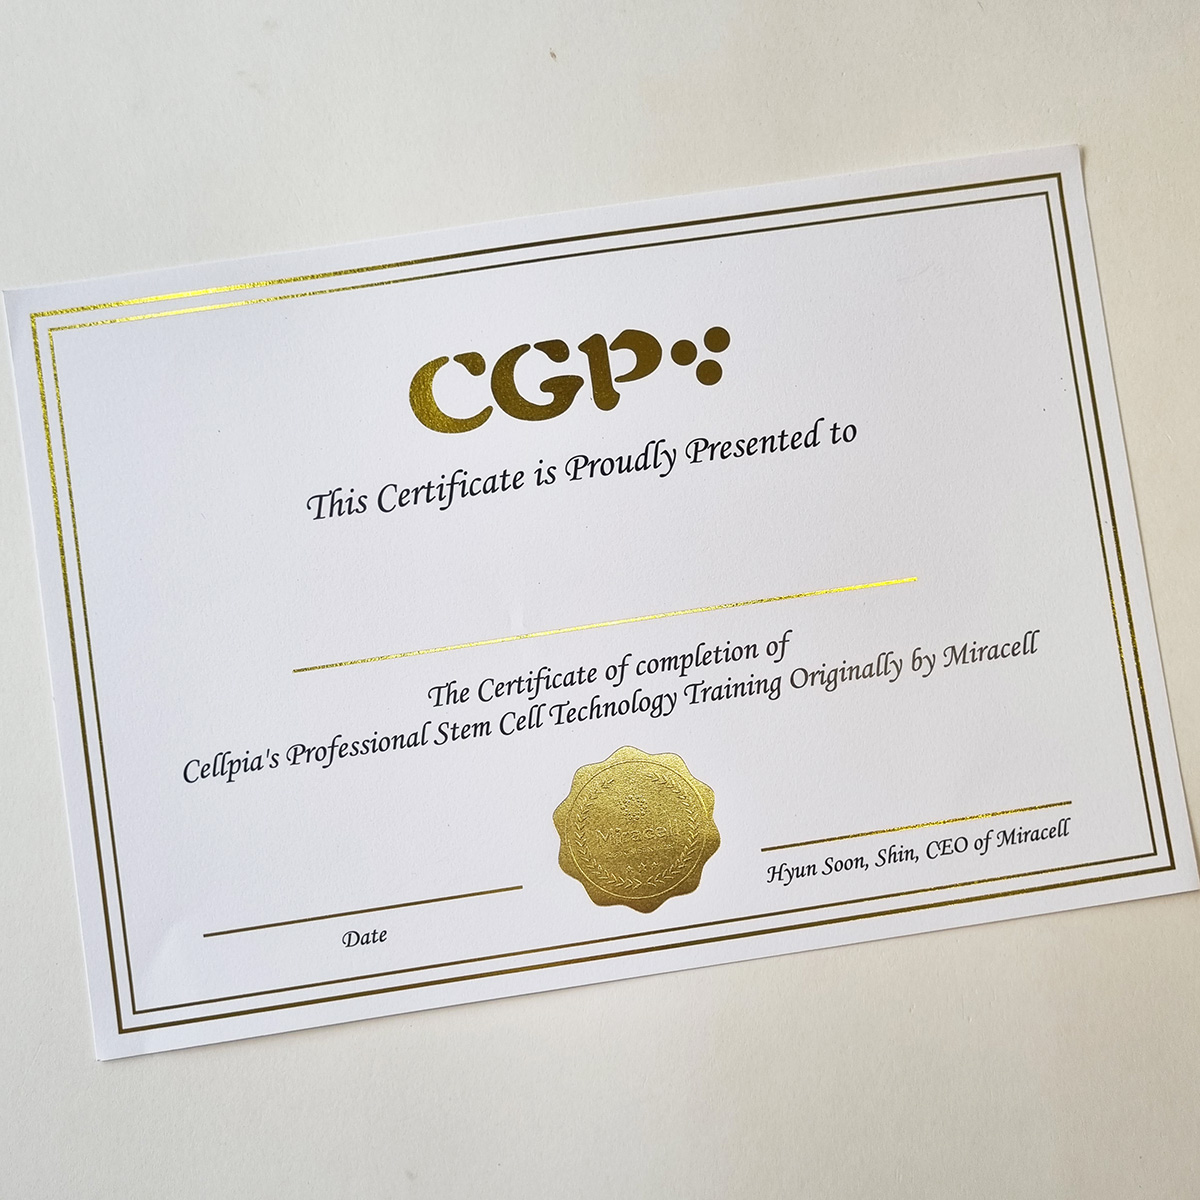 CGP
This Certificate is Proudly Presented to
The Certificate of completion of
Cellpia's Professional Stem Cell Technology Training Originally by Miracell
Miracell
Date
Hyun Soon, Shin, CEO of Miracell